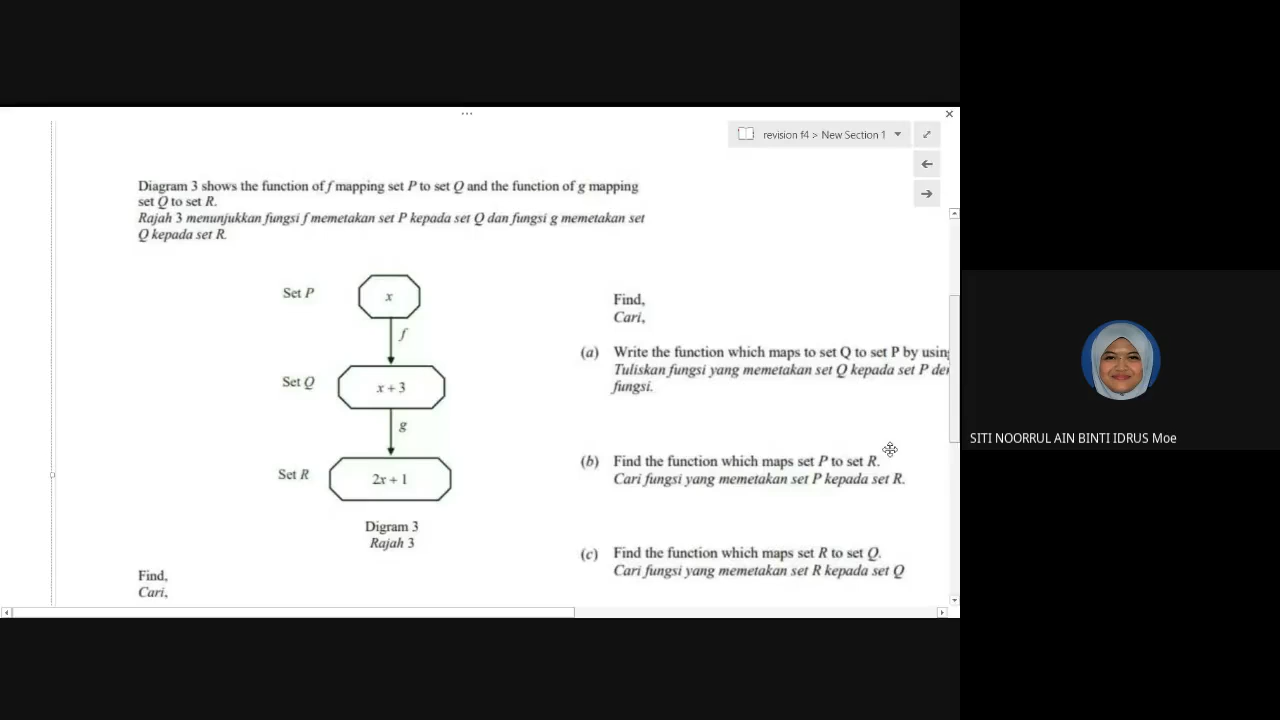 ...
revision f4 > New Section 1
Diagram 3 shows the function of f mapping set P to set Q and the function of g mapping
set Q to set R.
Rajah 3 menunjukkan fungsi f memetakan set P kepada set Q dan fungsi g memetakan set
Q kepada set R.
Set P
x
f
Set Q
x + 3
g
Set R
2x + 1
Digram 3
Rajah 3
Find,
Cari,
Find,
Cari,
(a) Write the function which maps to set Q to set P by using
Tuliskan fungsi yang memetakan set Q kepada set P
fungsi.
(b) Find the function which maps set P to set R.
Cari fungsi yang memetakan set P kepada set R.
(c) Find the function which maps set R to set Q.
Cari fungsi yang memetakan set R kepada set Q
SITI NOORRUL AIN BINTI IDRUS Moe